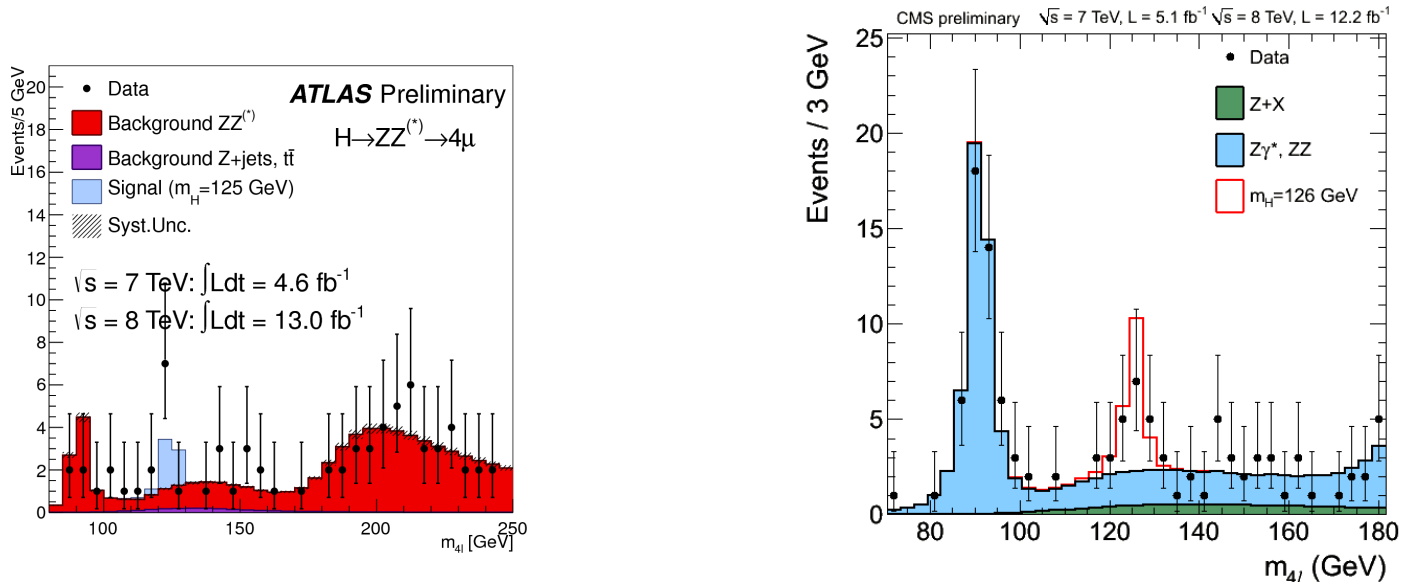 ATLAS Preliminary
H→ZZ(*)→4μ
Events/5 GeV
Data
Background ZZ(*)
Background Z+jets, tt̄
Signal (mH=125 GeV)
Syst.Unc.
√s = 7 TeV: ∫Ldt = 4.6 fb-1
√s = 8 TeV: ∫Ldt = 13.0 fb-1
20
18
16
14
12
10
8
6
4
2
0
100 150 200 250
m4l [GeV]
CMS preliminary √s = 7 TeV, L = 5.1 fb-1 √s = 8 TeV, L = 12.2 fb-1
Events / 3 GeV
Data
Z+X
Zγ*, ZZ
mH=126 GeV
25
20
15
10
5
0
80 100 120 140 160 180
m4l (GeV)